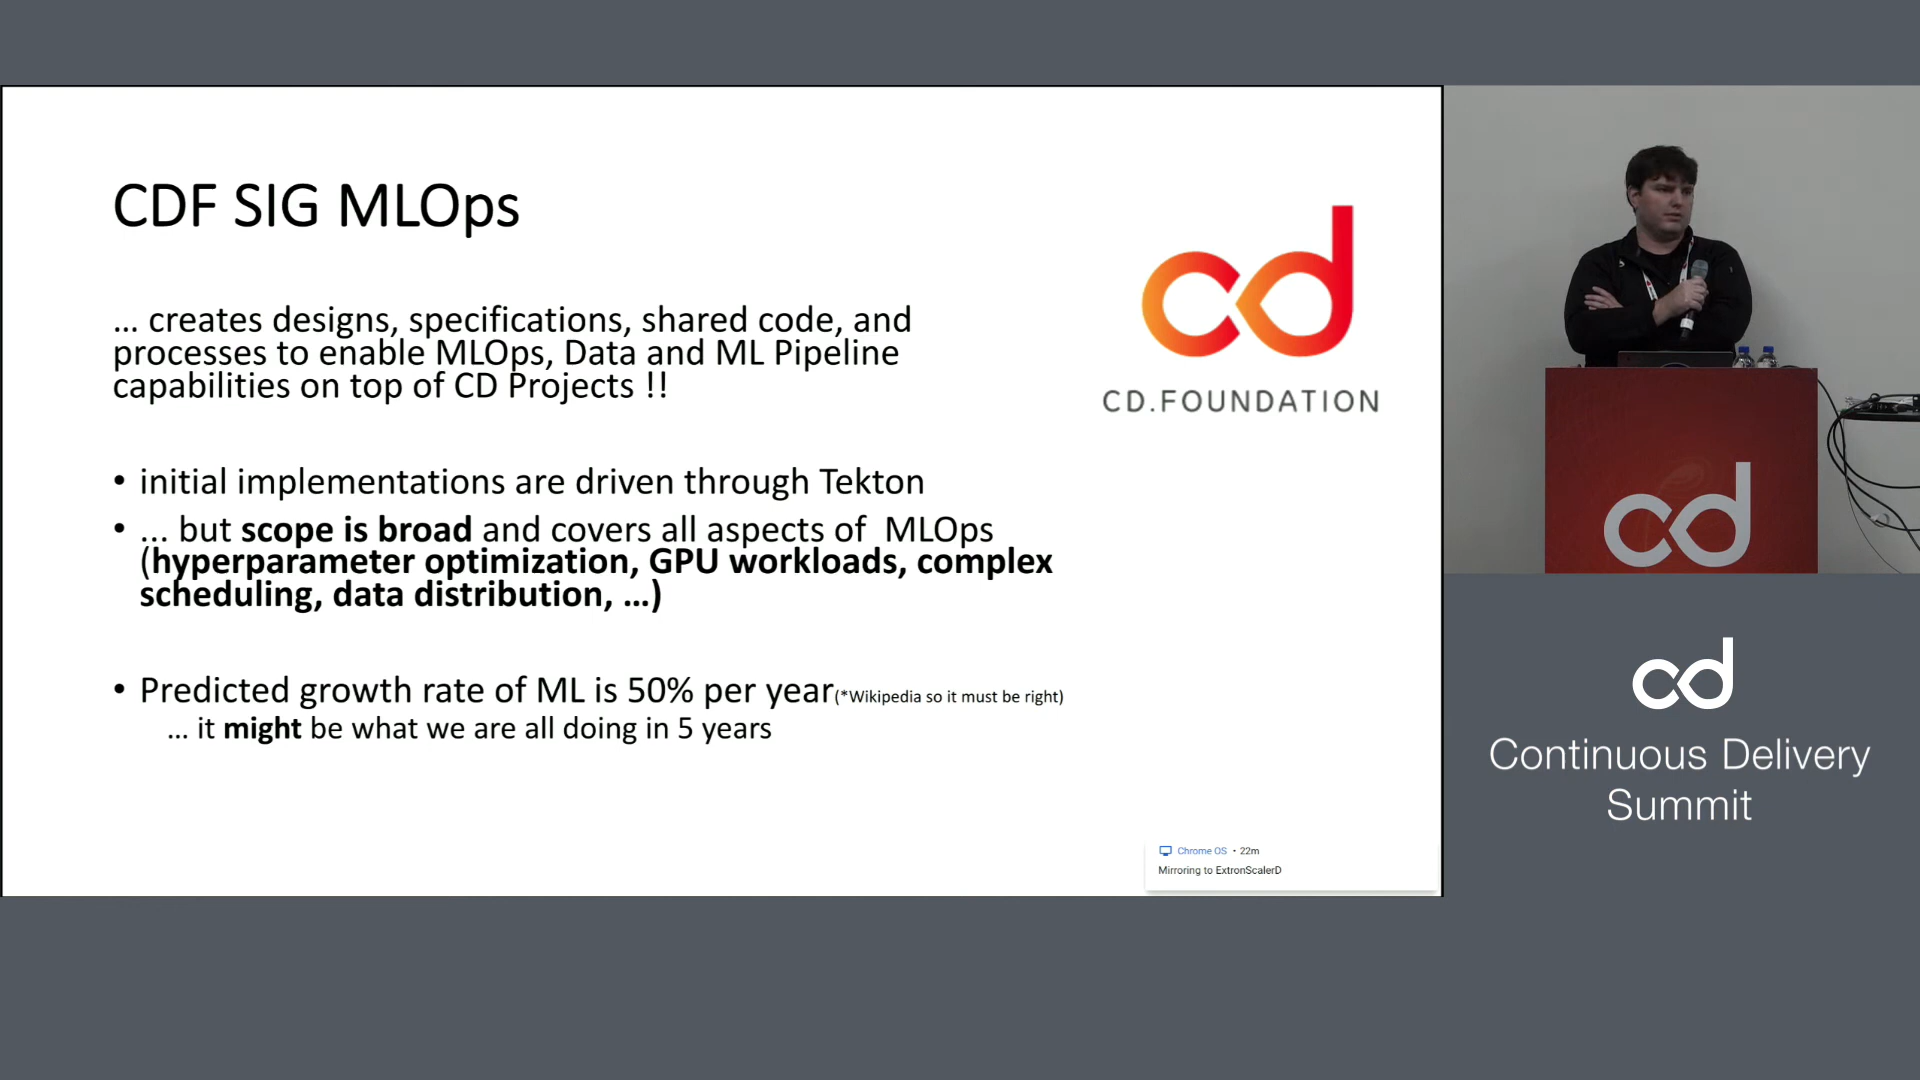 CDF SIG MLOps
... creates designs, specifications, shared code, and
processes to enable MLOps, Data and ML Pipeline
capabilities on top of CD Projects !!
• initial implementations are driven through Tekton
• ... but scope is broad and covers all aspects of  MLOps
(hyperparameter optimization, GPU workloads, complex
scheduling, data distribution, ...)
• Predicted growth rate of ML is 50% per year(*Wikipedia so it must be right)
... it might be what we are all doing in 5 years
cd
CD.FOUNDATION
Chrome OS • 22m
Mirroring to ExtronScalerD
cd
cd
Continuous Delivery
Summit